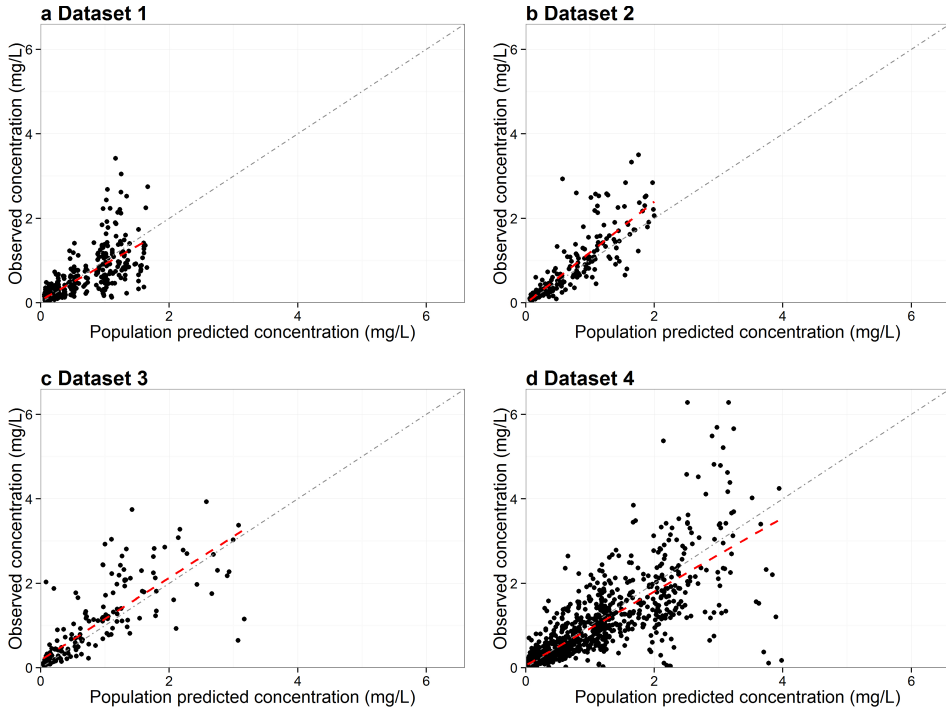 a Dataset 1
Observed concentration (mg/L)
6
4
2
0
0 2 4 6
Population predicted concentration (mg/L)
b Dataset 2
Observed concentration (mg/L)
6
4
2
0
0 2 4 6
Population predicted concentration (mg/L)
c Dataset 3
Observed concentration (mg/L)
6
4
2
0
0 2 4 6
Population predicted concentration (mg/L)
d Dataset 4
Observed concentration (mg/L)
6
4
2
0
0 2 4 6
Population predicted concentration (mg/L)